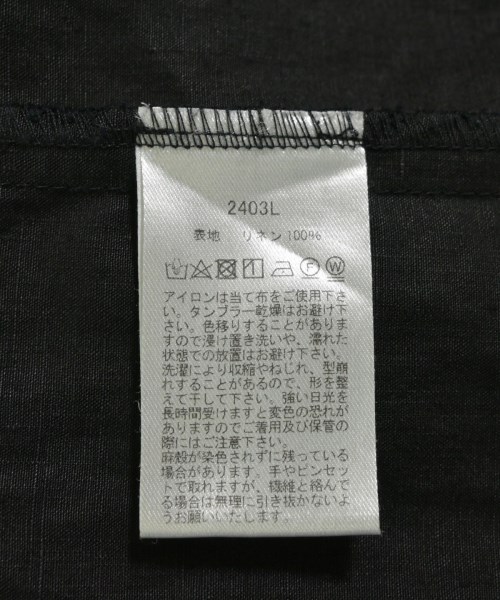 2403L
表地 リネン 100%
アイロンは当て布をご使用下さ
い。タンブラー乾燥はお避け下
さい。色移りすることがありま
すので浸け置き洗いや、濡れた
状態での放置はお避け下さい。
洗濯により収縮やねじれ、型崩
れすることがあるので、形を整
えて干して下さい。強い日光を
長時間受けますと変色の恐れが
ありますのでご着用及び保管の
際にはご注意下さい。
麻殻が染色されずに残っている
場合があります。手やピンセッ
トで取れますが、繊維と絡んで
る場合は無理に引き抜かないよ
うお願いいたします。